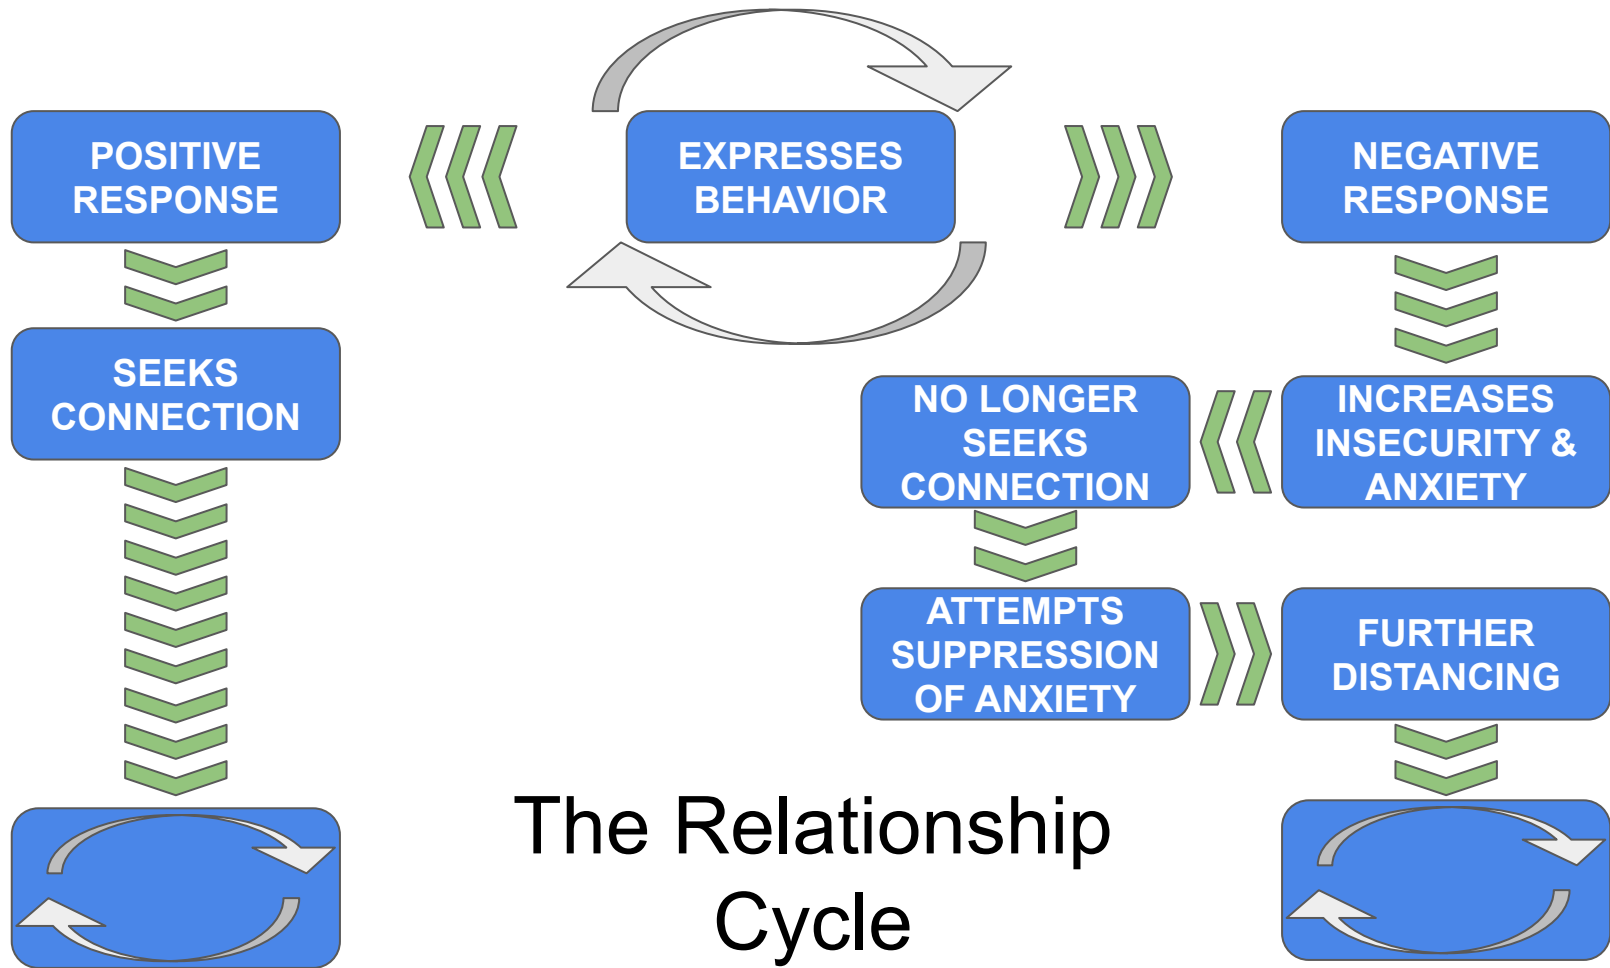 POSITIVE
RESPONSE
EXPRESSES
BEHAVIOR
NEGATIVE
RESPONSE
SEEKS
CONNECTION
NO LONGER
SEEKS
CONNECTION
INCREASES
INSECURITY &
ANXIETY
ATTEMPTS
SUPPRESSION
OF ANXIETY
FURTHER
DISTANCING
The Relationship
Cycle